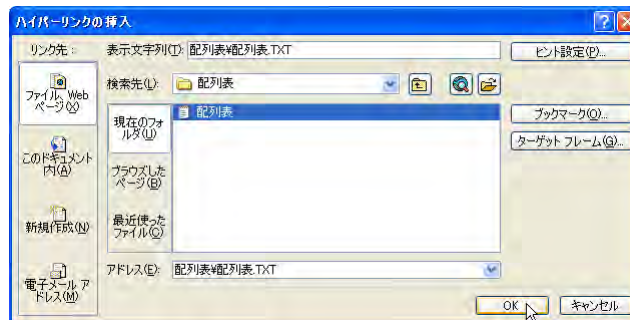 ハイパーリンクの挿入
リンク先： 表示文字列(T): 配列表¥配列表.TXT ヒント設定(P)...
検索先(L): 配列表
ファイル、Web
ページ(X)
現在のフォ
ルダ(U)
配列表
ブックマーク(O)...
ターゲット フレーム(G)...
このドキュメント
内(A)
ブラウズした
ページ(B)
新規作成(N)
最近使った
ファイル(C)
電子メール ア
ドレス(M)
アドレス(E): 配列表¥配列表.TXT
OK キャンセル